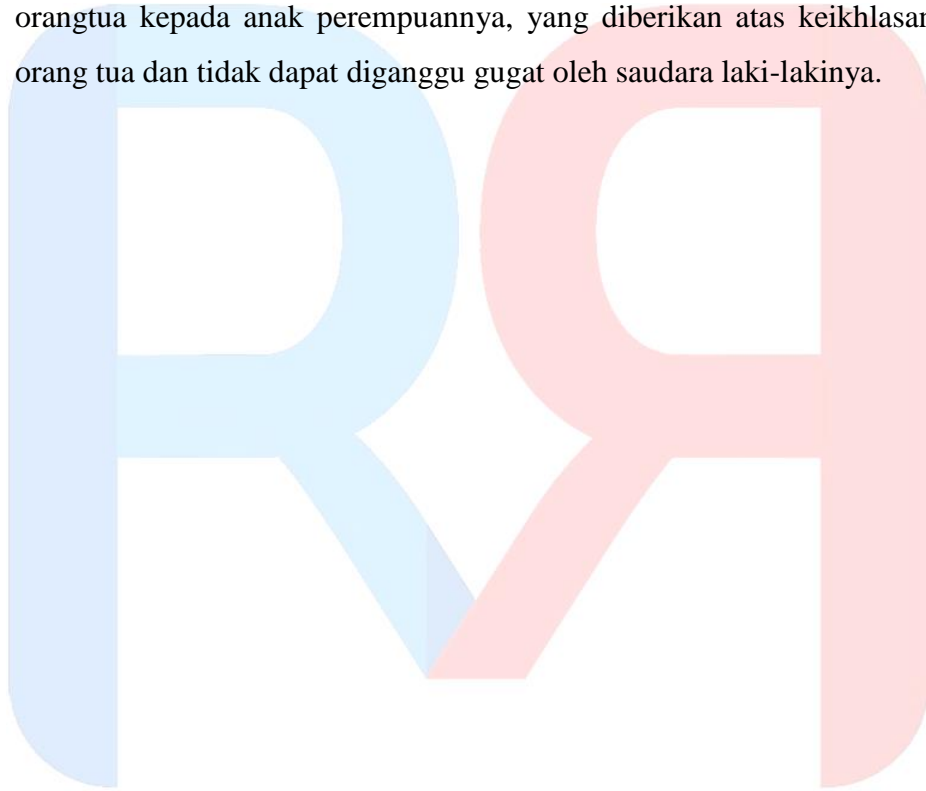 orangtua kepada anak perempuannya, yang diberikan atas keikhlasan
orang tua dan tidak dapat diganggu gugat oleh saudara laki-lakinya.